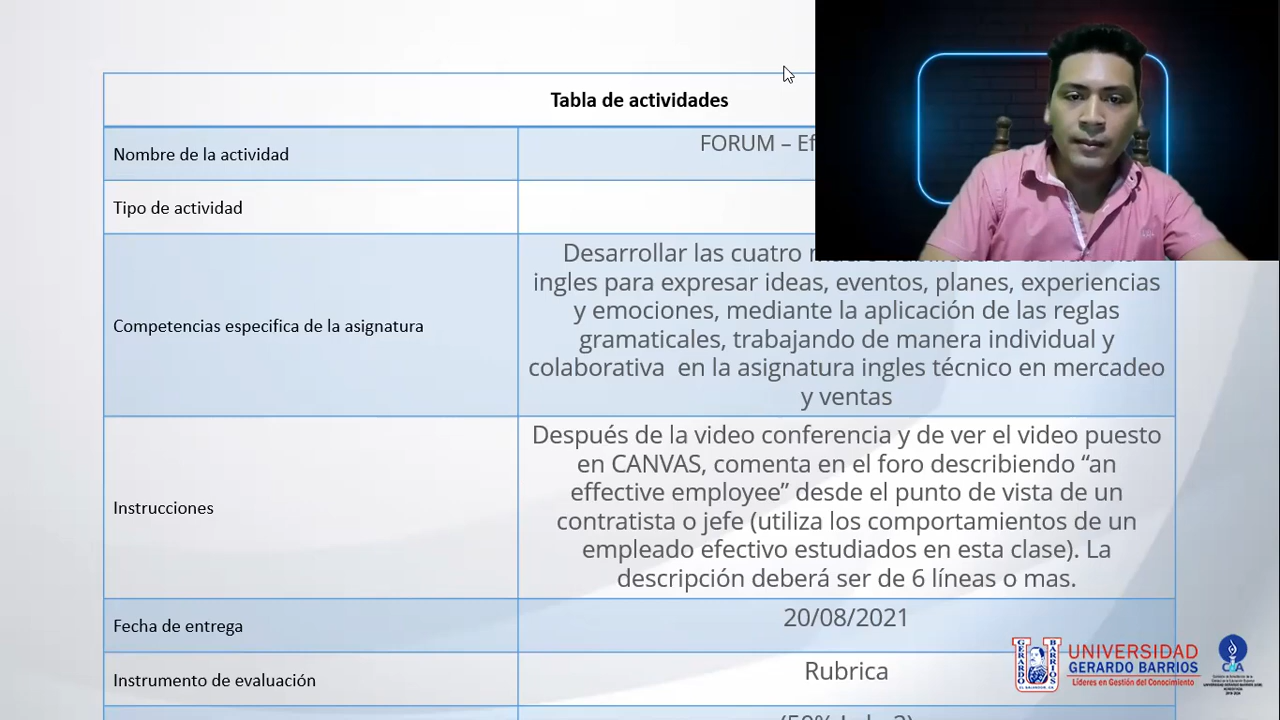 Tabla de actividades
Nombre de la actividad
FORUM – Ef
Tipo de actividad
Competencias especifica de la asignatura
Desarrollar las cuatro
ingles para expresar ideas, eventos, planes, experiencias
y emociones, mediante la aplicación de las reglas
gramaticales, trabajando de manera individual y
colaborativa en la asignatura ingles técnico en mercadeo
y ventas
Instrucciones
Después de la video conferencia y de ver el video puesto
en CANVAS, comenta en el foro describiendo “an
effective employee” desde el punto de vista de un
contratista o jefe (utiliza los comportamientos de un
empleado efectivo estudiados en esta clase). La
descripción deberá ser de 6 líneas o mas.
Fecha de entrega
20/08/2021
Instrumento de evaluación
Rubrica
GERARDO BARRIOS
UNIVERSIDAD
GERARDO BARRIOS
Líderes en Gestión del Conocimiento